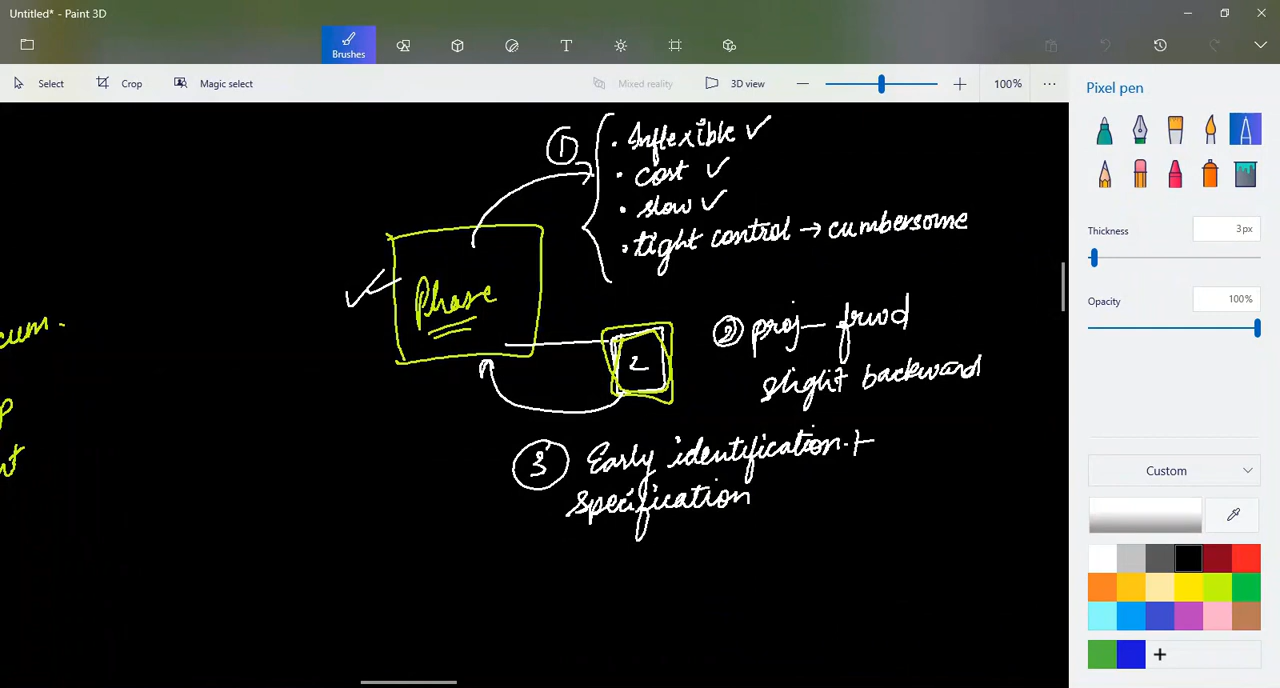 Untitled* - Paint 3D
Brushes
Select
Crop
Magic select
Mixed reality
3D view
100%
Pixel pen
Thickness
3px
Opacity
100%
Custom
①
• Inflexible ✓
• cost ✓
• slow ✓
• tight control → cumbersome
Phase
2
② proj— frwd
slight backward
③ Early identification +
specification
cum.
p
nt